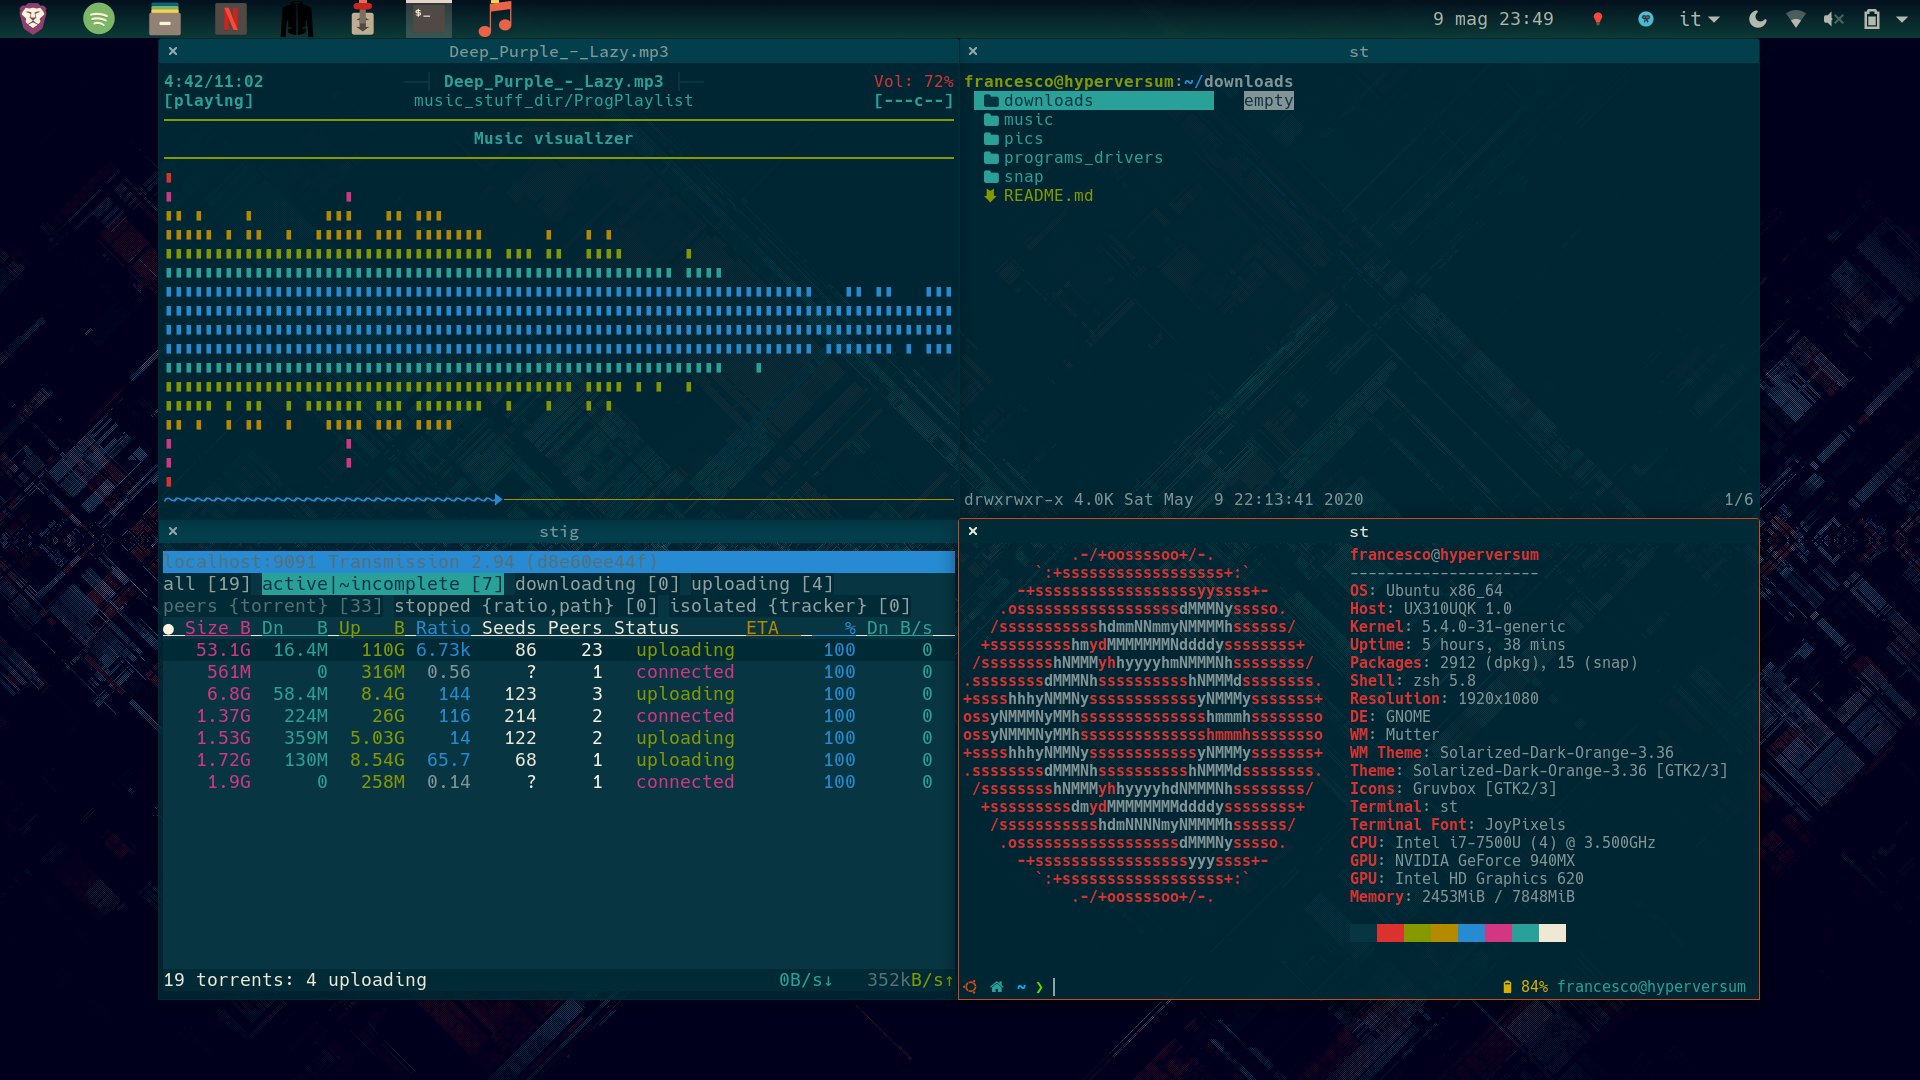 9 mag 23:49
it
Deep_Purple_-_Lazy.mp3
4:42/11:02
Deep_Purple_-_Lazy.mp3
Vol: 72%
[playing]
music_stuff_dir/ProgPlaylist
[---c--]
Music visualizer
st
francesco@hyperversum:~/downloads
downloads
empty
music
pics
programs_drivers
snap
README.md
drwxrwxr-x 4.0K Sat May  9 22:13:41 2020
1/6
stig
localhost:9091 Transmission 2.94 (d8e60ee44f)
all [19] active|~incomplete [7] downloading [0] uploading [4]
peers {torrent} [33] stopped {ratio,path} [0] isolated {tracker} [0]
Size B Dn B Up B Ratio Seeds Peers Status ETA % Dn B/s
53.1G 16.4M 110G 6.73k 86 23 uploading 100 0
561M 0 316M 0.56 ? 1 connected 100 0
6.8G 58.4M 8.4G 144 123 3 uploading 100 0
1.37G 224M 26G 116 214 2 connected 100 0
1.53G 359M 5.03G 14 122 2 uploading 100 0
1.72G 130M 8.54G 65.7 68 1 uploading 100 0
1.9G 0 258M 0.14 ? 1 connected 100 0
19 torrents: 4 uploading
0B/s↓ 352kB/s↑
st
francesco@hyperversum
---------------------
OS: Ubuntu x86_64
Host: UX310UQK 1.0
Kernel: 5.4.0-31-generic
Uptime: 5 hours, 38 mins
Packages: 2912 (dpkg), 15 (snap)
Shell: zsh 5.8
Resolution: 1920x1080
DE: GNOME
WM: Mutter
WM Theme: Solarized-Dark-Orange-3.36
Theme: Solarized-Dark-Orange-3.36 [GTK2/3]
Icons: Gruvbox [GTK2/3]
Terminal: st
Terminal Font: JoyPixels
CPU: Intel i7-7500U (4) @ 3.500GHz
GPU: NVIDIA GeForce 940MX
GPU: Intel HD Graphics 620
Memory: 2453MiB / 7848MiB
~ ❯
84% francesco@hyperversum